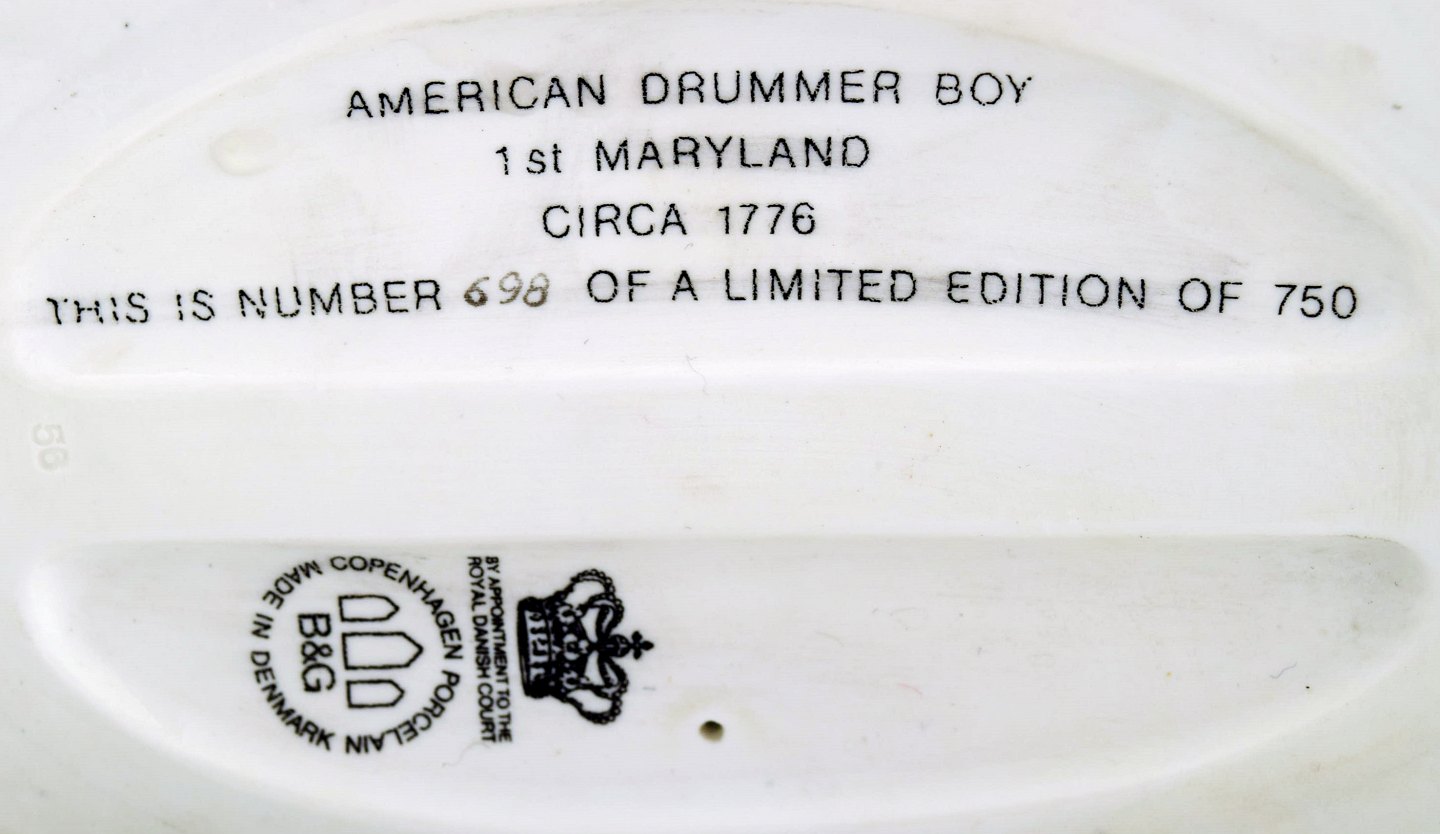 AMERICAN DRUMMER BOY
1st MARYLAND
CIRCA 1776
THIS IS NUMBER 698 OF A LIMITED EDITION OF 750
56
BY APPOINTMENT TO THE
ROYAL DANISH COURT
COPENHAGEN PORCELAIN
B&G
MADE IN DENMARK